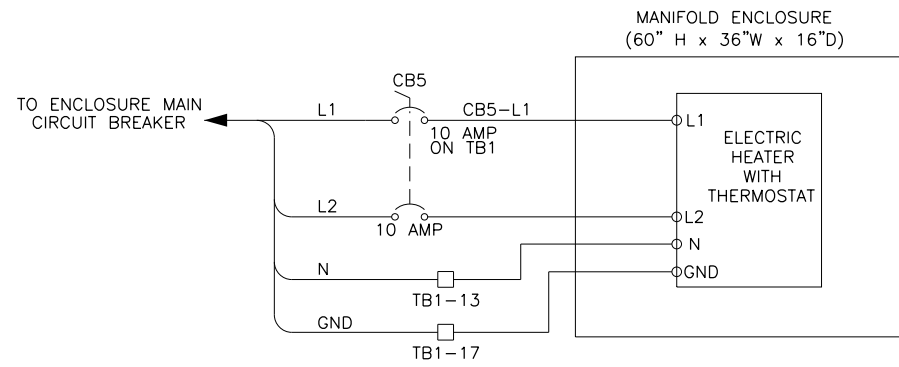 MANIFOLD ENCLOSURE
(60" H x 36"W x 16"D)
CB5
TO ENCLOSURE MAIN
CIRCUIT BREAKER
L1
CB5-L1
10 AMP
ON TB1
L1
ELECTRIC
HEATER
WITH
THERMOSTAT
L2
10 AMP
L2
N
N
TB1-13
GND
GND
TB1-17